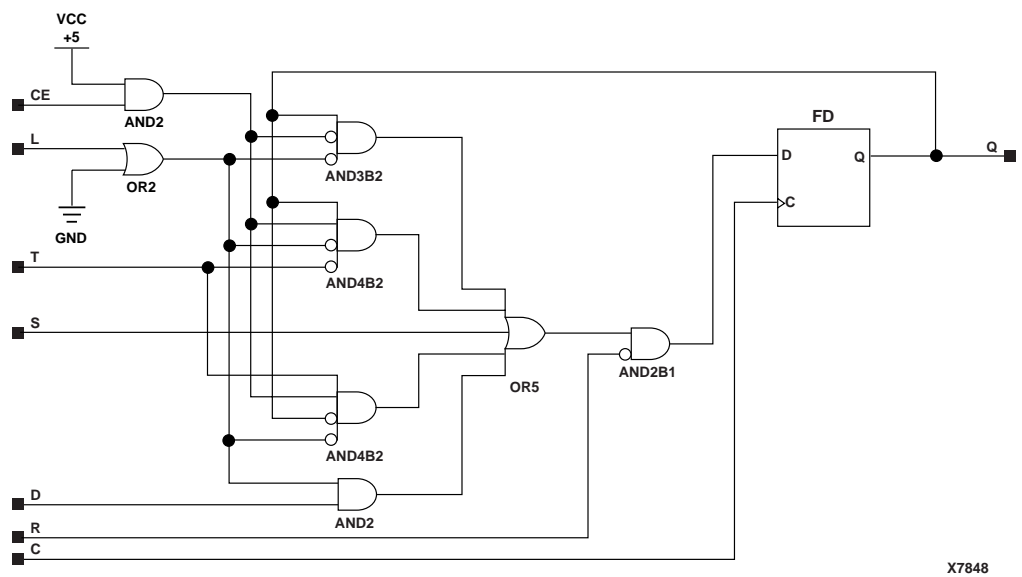 VCC
+5
CE
AND2
L
OR2
GND
AND3B2
FD
D
Q
Q
C
T
AND4B2
S
OR5
AND2B1
AND4B2
D
AND2
R
C
X7848